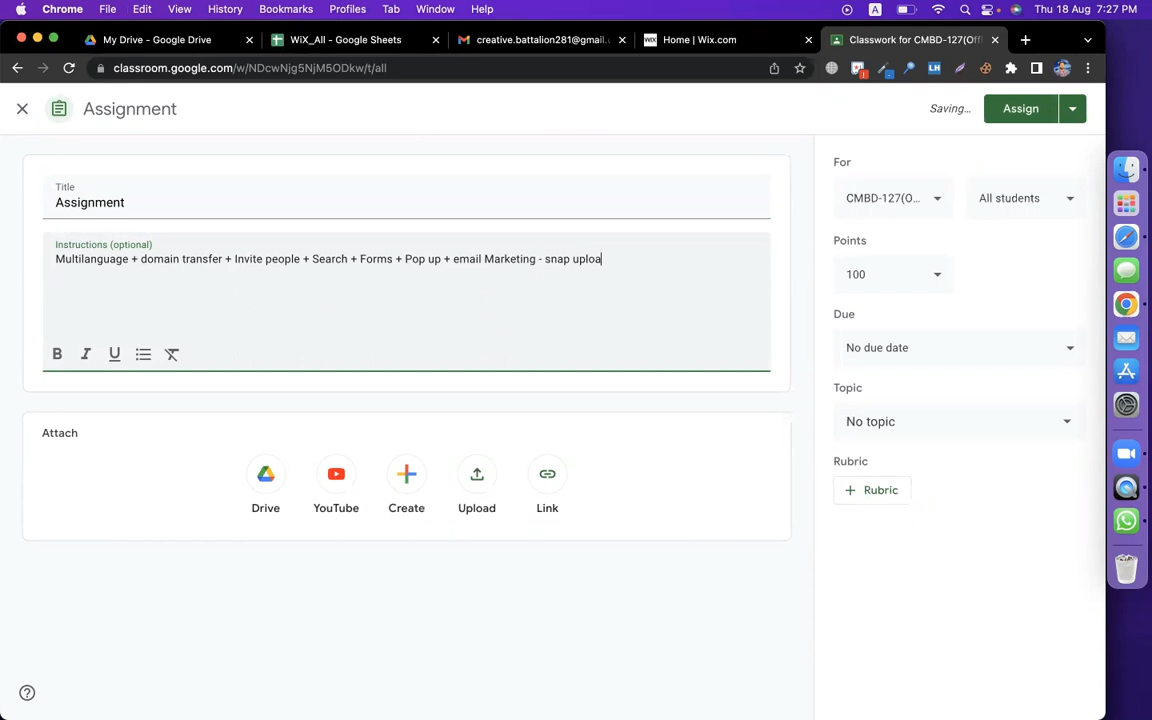 Chrome File Edit View History Bookmarks Profiles Tab Window Help A Thu 18 Aug 7:27 PM
My Drive - Google Drive WiX_All - Google Sheets creative.battalion281@gmail. WiX Home | Wix.com Classwork for CMBD-127(Off
classroom.google.com/w/NDcwNjg5NjM5ODkw/t/all LH
Assignment Saving... Assign
Title
Assignment
Instructions (optional)
Multilanguage + domain transfer + Invite people + Search + Forms + Pop up + email Marketing - snap uploa
B I U
Attach
Drive YouTube Create Upload Link
For
CMBD-127(O... All students
Points
100
Due
No due date
Topic
No topic
Rubric
+ Rubric